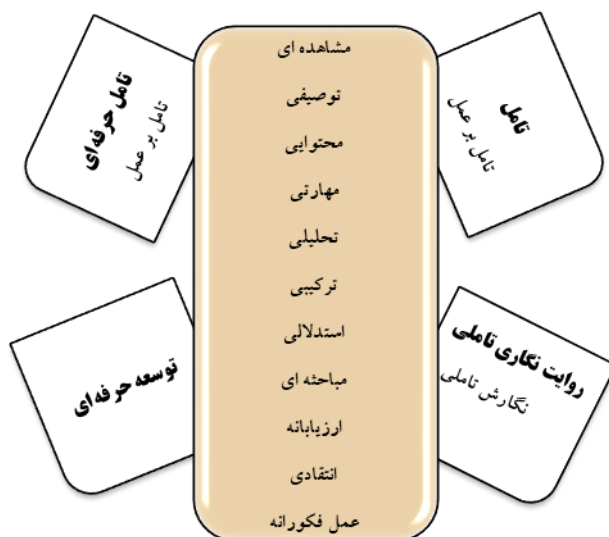 تامل
تامل بر عمل
تامل حرفه‌ای
تامل بر عمل
مشاهده ای
توصیفی
محتوایی
مهارتی
تحلیلی
ترکیبی
استدلالی
مباحثه ای
ارزیابانه
انتقادی
عمل فکورانه
روایت نگاری تاملی
نگارش تاملی
توسعه حرفه‌ای